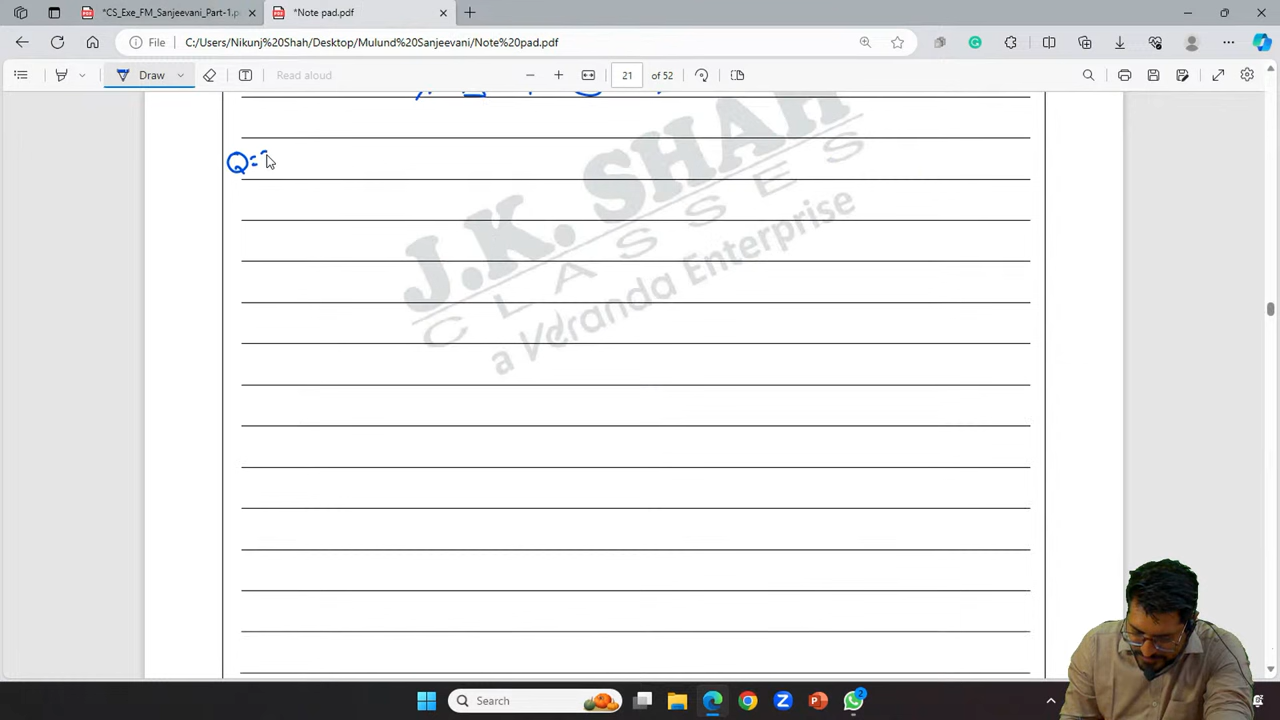 *CS_Exe_FM_Sanjeevani_Part-1.p
*Note pad.pdf
File
C:/Users/Nikunj%20Shah/Desktop/Mulund%20Sanjeevani/Note%20pad.pdf
Draw
Read aloud
21 of 52
Q=
J.K. SHAH
CLASSES
a Veranda Enterprise
Search
2